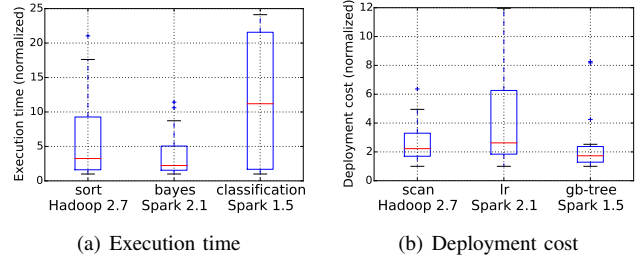 Execution time (normalized)
25
20
15
10
5
0
sort
Hadoop 2.7
bayes
Spark 2.1
classification
Spark 1.5
(a) Execution time
Deployment cost (normalized)
12
10
8
6
4
2
0
scan
Hadoop 2.7
lr
Spark 2.1
gb-tree
Spark 1.5
(b) Deployment cost